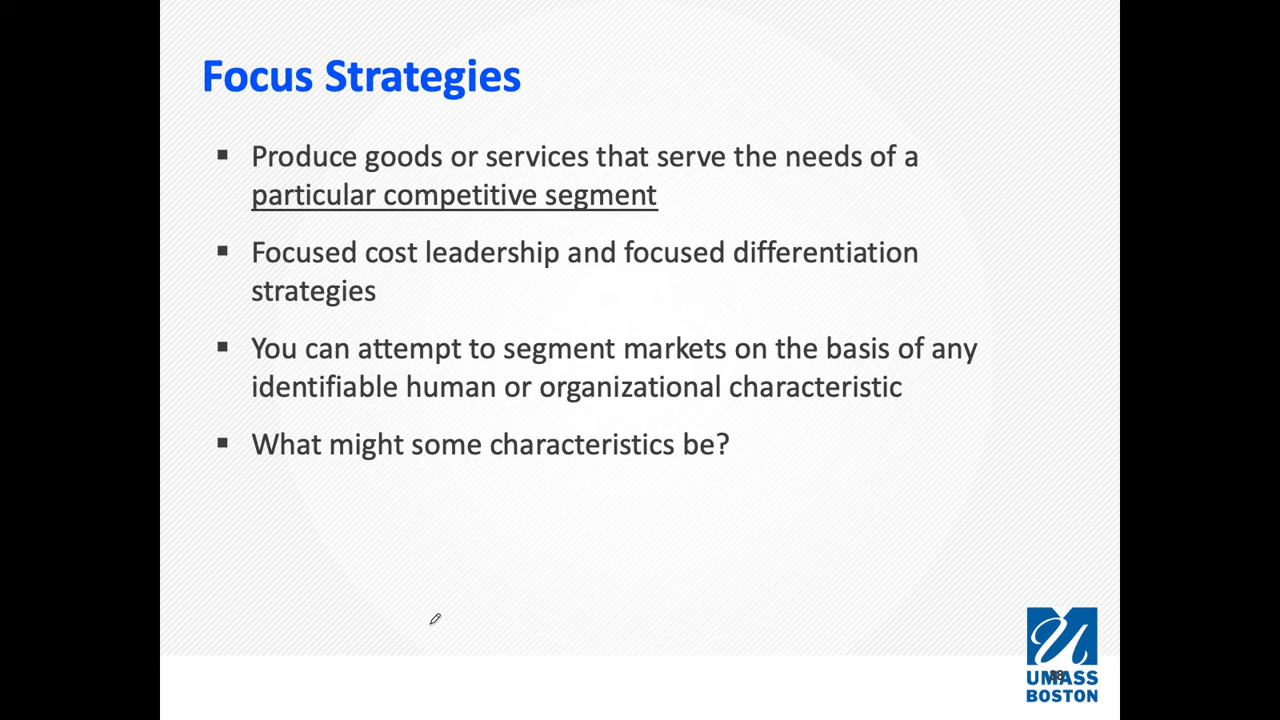 Focus Strategies
▪ Produce goods or services that serve the needs of a
particular competitive segment
▪ Focused cost leadership and focused differentiation
strategies
▪ You can attempt to segment markets on the basis of any
identifiable human or organizational characteristic
▪ What might some characteristics be?
UMASS
BOSTON